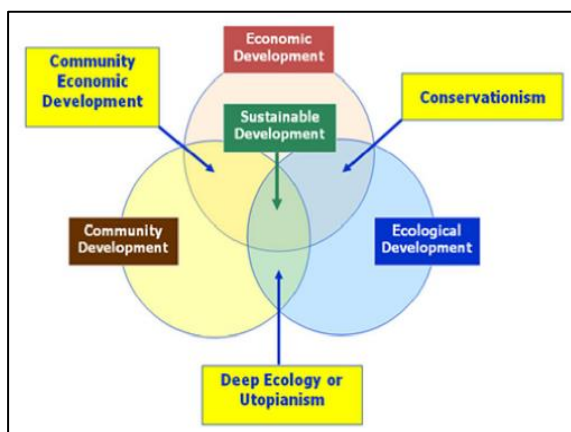 Economic
Development
Community
Economic
Development
Conservationism
Sustainable
Development
Community
Development
Ecological
Development
Deep Ecology or
Utopianism